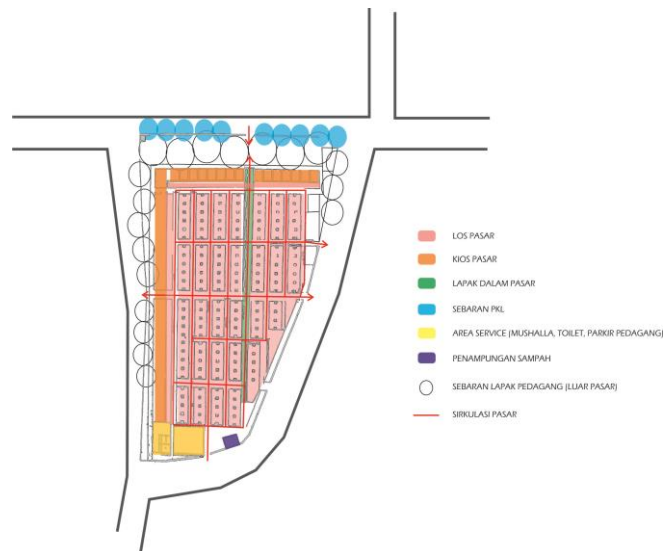 LOS PASAR
KIOS PASAR
LAPAK DALAM PASAR
SEBARAN PKL
AREA SERVICE (MUSHALLA, TOILET, PARKIR PEDAGANG)
PENAMPUNGAN SAMPAH
SEBARAN LAPAK PEDAGANG (LUAR PASAR)
SIRKULASI PASAR